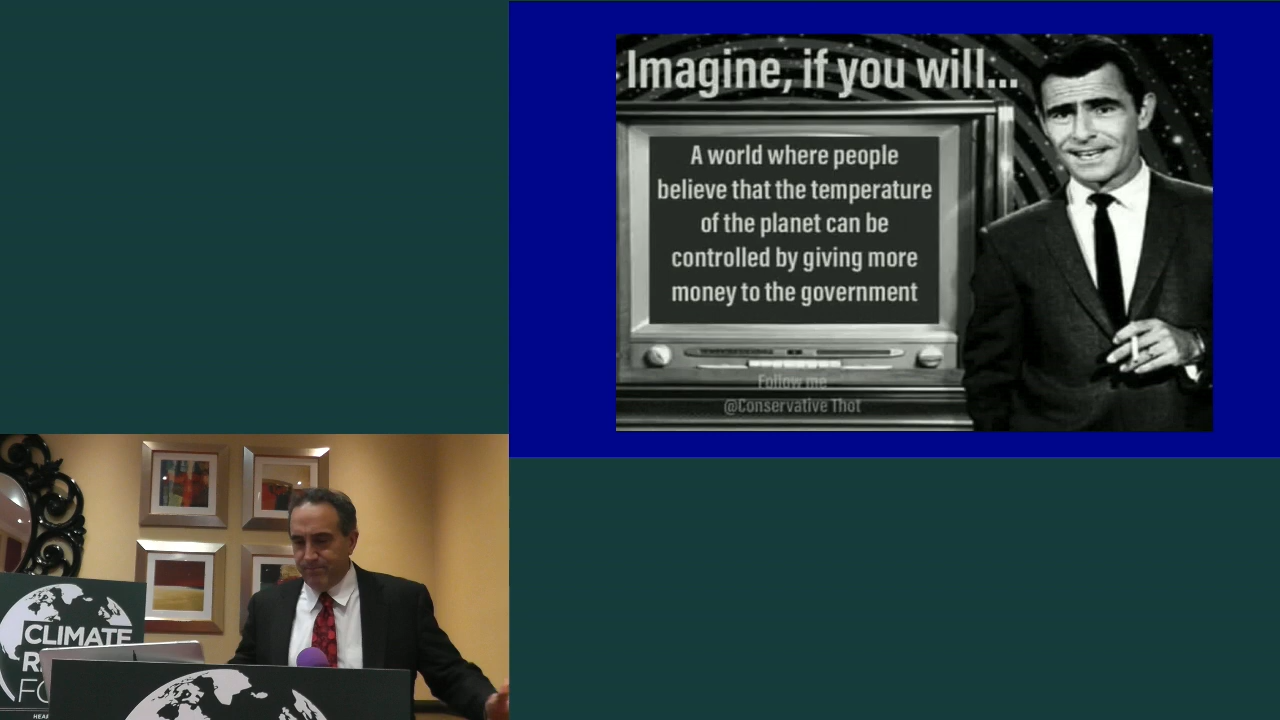 Imagine, if you will...
A world where people
believe that the temperature
of the planet can be
controlled by giving more
money to the government
Follow me
@Conservative Thot
CLIMATE